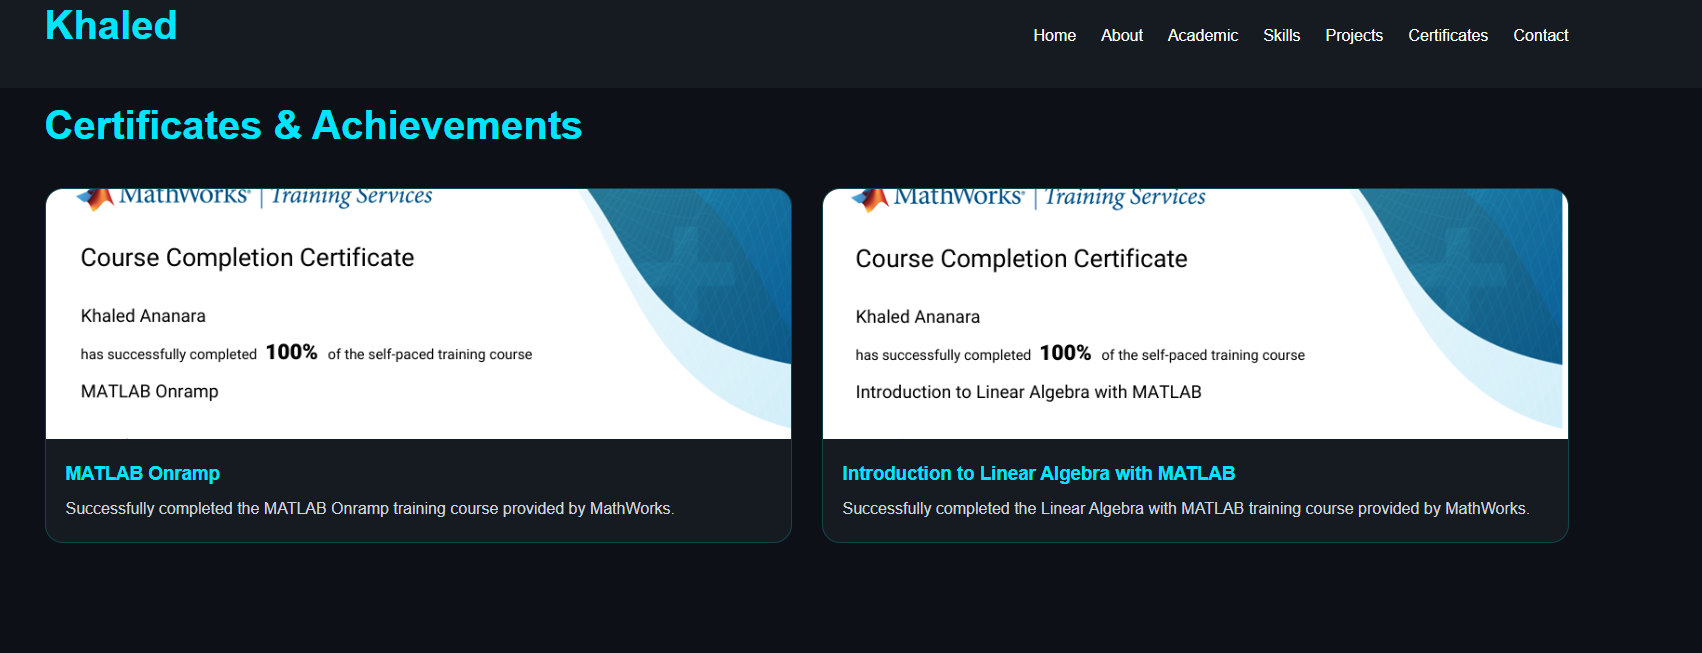 Khaled
Home About Academic Skills Projects Certificates Contact
Certificates & Achievements
MathWorks® | Training Services
Course Completion Certificate
Khaled Ananara
has successfully completed 100% of the self-paced training course
MATLAB Onramp
MATLAB Onramp
Successfully completed the MATLAB Onramp training course provided by MathWorks.
MathWorks® | Training Services
Course Completion Certificate
Khaled Ananara
has successfully completed 100% of the self-paced training course
Introduction to Linear Algebra with MATLAB
Introduction to Linear Algebra with MATLAB
Successfully completed the Linear Algebra with MATLAB training course provided by MathWorks.